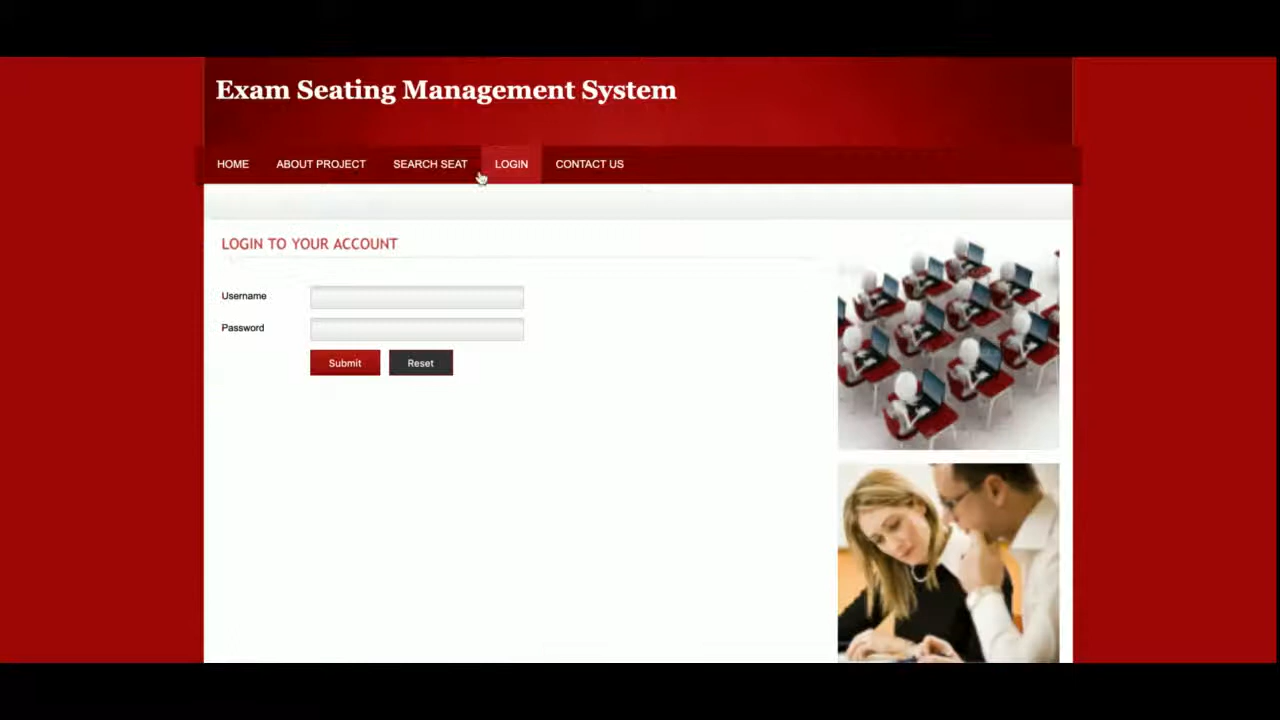 Exam Seating Management System
HOME ABOUT PROJECT SEARCH SEAT LOGIN CONTACT US
LOGIN TO YOUR ACCOUNT
Username
Password
Submit Reset